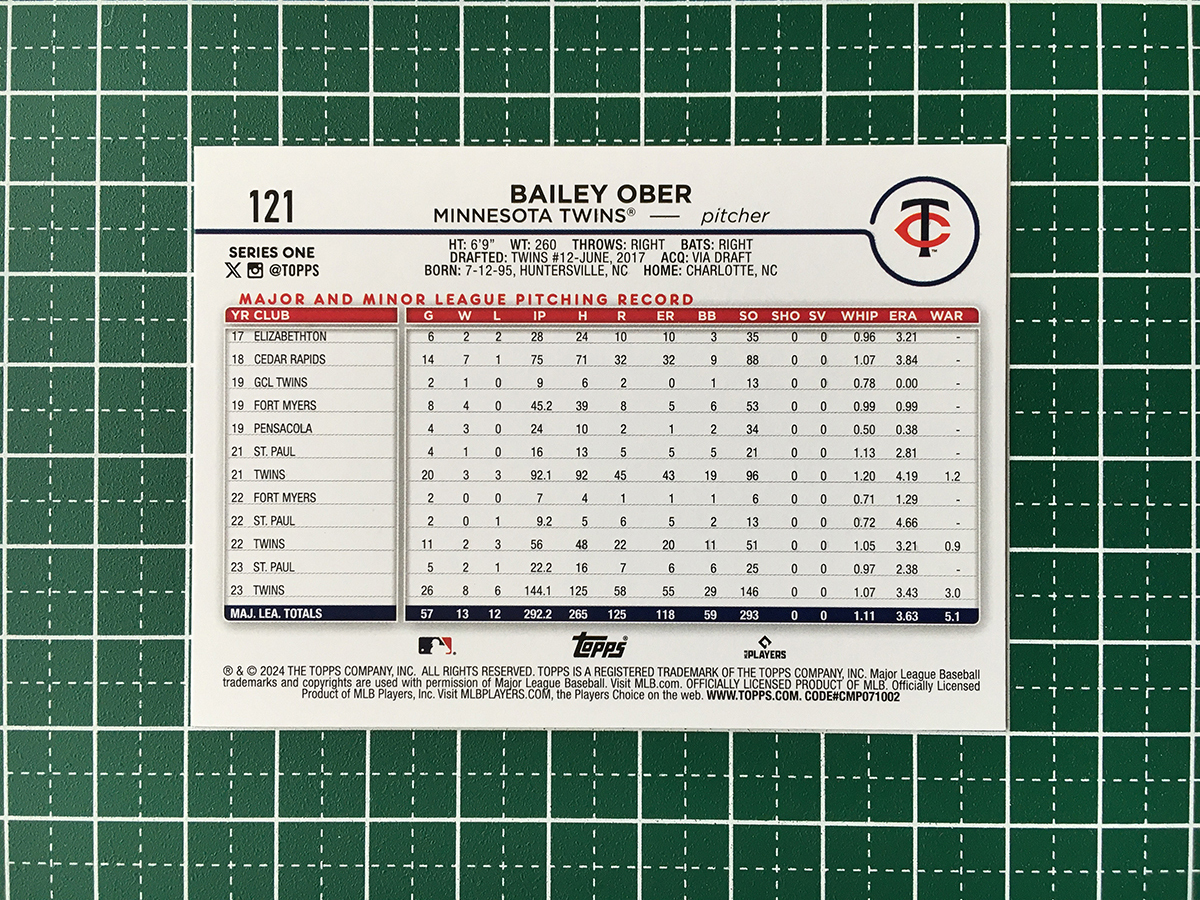 121
BAILEY OBER
MINNESOTA TWINS® — pitcher
TC™
SERIES ONE
@TOPPS
HT: 6'9" WT: 260 THROWS: RIGHT BATS: RIGHT
DRAFTED: TWINS #12-JUNE, 2017 ACQ: VIA DRAFT
BORN: 7-12-95, HUNTERSVILLE, NC HOME: CHARLOTTE, NC
MAJOR AND MINOR LEAGUE PITCHING RECORD
YR CLUB G W L IP H R ER BB SO SHO SV WHIP ERA WAR
17 ELIZABETHTON 6 2 2 28 24 10 10 3 35 0 0 0.96 3.21 -
18 CEDAR RAPIDS 14 7 1 75 71 32 32 9 88 0 0 1.07 3.84 -
19 GCL TWINS 2 1 0 9 6 2 0 1 13 0 0 0.78 0.00 -
19 FORT MYERS 8 4 0 45.2 39 8 5 6 53 0 0 0.99 0.99 -
19 PENSACOLA 4 3 0 24 10 2 1 2 34 0 0 0.50 0.38 -
21 ST. PAUL 4 1 0 16 13 5 5 5 21 0 0 1.13 2.81 -
21 TWINS 20 3 3 92.1 92 45 43 19 96 0 0 1.20 4.19 1.2
22 FORT MYERS 2 0 0 7 4 1 1 1 6 0 0 0.71 1.29 -
22 ST. PAUL 2 0 1 9.2 5 6 5 2 13 0 0 0.72 4.66 -
22 TWINS 11 2 3 56 48 22 20 11 51 0 0 1.05 3.21 0.9
23 ST. PAUL 5 2 1 22.2 16 7 6 6 25 0 0 0.97 2.38 -
23 TWINS 26 8 6 144.1 125 58 55 29 146 0 0 1.07 3.43 3.0
MAJ. LEA. TOTALS 57 13 12 292.2 265 125 118 59 293 0 0 1.11 3.63 5.1
Topps® PLAYERS
® & © 2024 THE TOPPS COMPANY, INC. ALL RIGHTS RESERVED. TOPPS IS A REGISTERED TRADEMARK OF THE TOPPS COMPANY, INC. Major League Baseball
trademarks and copyrights are used with permission of Major League Baseball. Visit MLB.com. OFFICIALLY LICENSED PRODUCT OF MLB. Officially Licensed
Product of MLB Players, Inc. Visit MLBPLAYERS.COM, the Players Choice on the web. WWW.TOPPS.COM. CODE#CMP071002